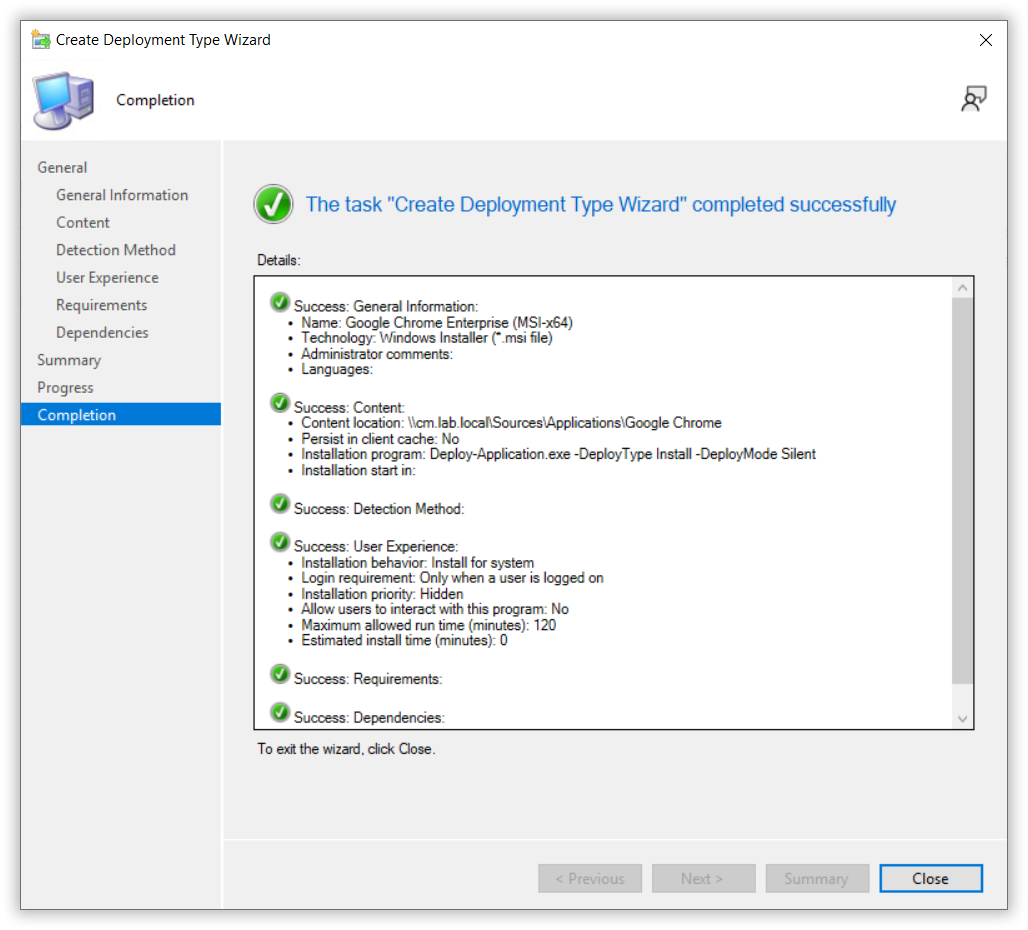 Create Deployment Type Wizard
Completion
General
General Information
Content
Detection Method
User Experience
Requirements
Dependencies
Summary
Progress
Completion
The task "Create Deployment Type Wizard" completed successfully
Details:
Success: General Information:
• Name: Google Chrome Enterprise (MSI-x64)
• Technology: Windows Installer (*.msi file)
• Administrator comments:
• Languages:
Success: Content:
• Content location: \\cm.lab.local\Sources\Applications\Google Chrome
• Persist in client cache: No
• Installation program: Deploy-Application.exe -DeployType Install -DeployMode Silent
• Installation start in:
Success: Detection Method:
Success: User Experience:
• Installation behavior: Install for system
• Login requirement: Only when a user is logged on
• Installation priority: Hidden
• Allow users to interact with this program: No
• Maximum allowed run time (minutes): 120
• Estimated install time (minutes): 0
Success: Requirements:
Success: Dependencies:
To exit the wizard, click Close.
< Previous
Next >
Summary
Close